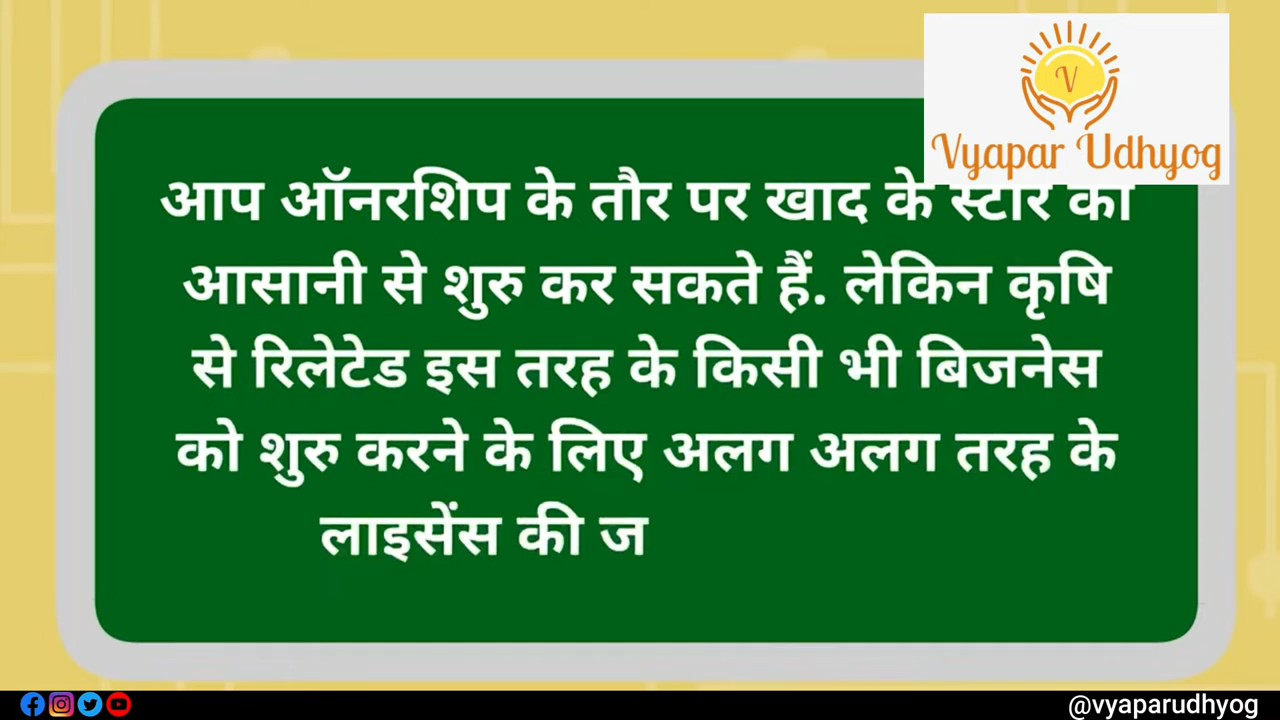 V
Vyapar Udhyog
आप ऑनरशिप के तौर पर खाद के स्टोर को
आसानी से शुरु कर सकते हैं. लेकिन कृषि
से रिलेटेड इस तरह के किसी भी बिजनेस
को शुरु करने के लिए अलग अलग तरह के
लाइसेंस की ज
@vyaparudhyog